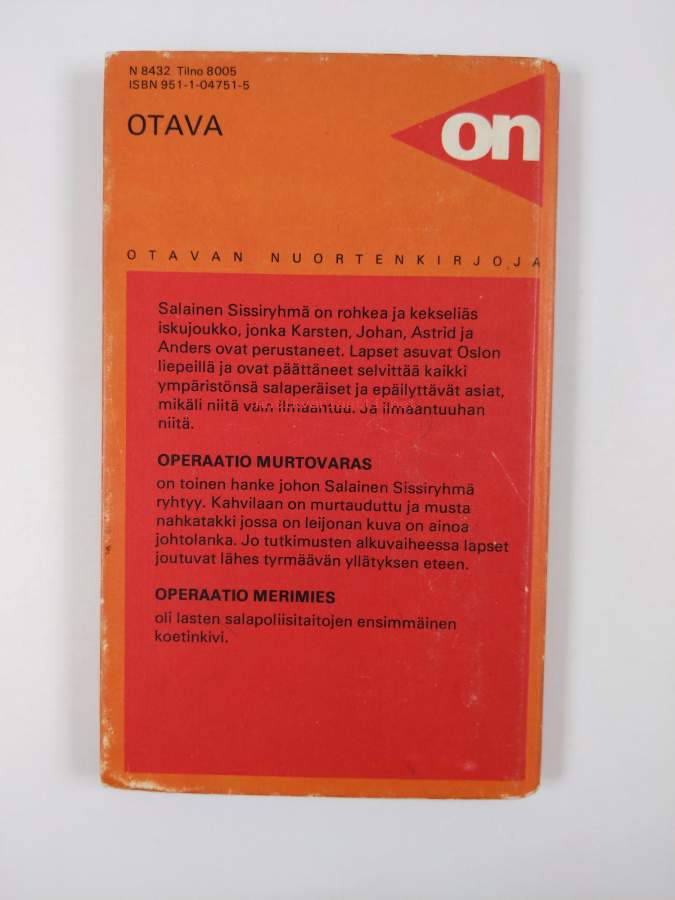 N 8432 Tilno 8005
ISBN 951-1-04751-5
OTAVA
on
OTAVAN NUORTENKIRJOJA
Salainen Sissiryhmä on rohkea ja kekseliäs
iskujoukko, jonka Karsten, Johan, Astrid ja
Anders ovat perustaneet. Lapset asuvat Oslon
liepeillä ja ovat päättäneet selvittää kaikki
ympäristönsä salaperäiset ja epäilyttävät asiat,
mikäli niitä vain ilmaantuu. Ja ilmaantuuhan
niitä.
OPERAATIO MURTOVARAS
on toinen hanke johon Salainen Sissiryhmä
ryhtyy. Kahvilaan on murtauduttu ja musta
nahkatakki jossa on leijonan kuva on ainoa
johtolanka. Jo tutkimusten alkuvaiheessa lapset
joutuvat lähes tyrmäävän yllätyksen eteen.
OPERAATIO MERIMIES
oli lasten salapoliisitaitojen ensimmäinen
koetinkivi.